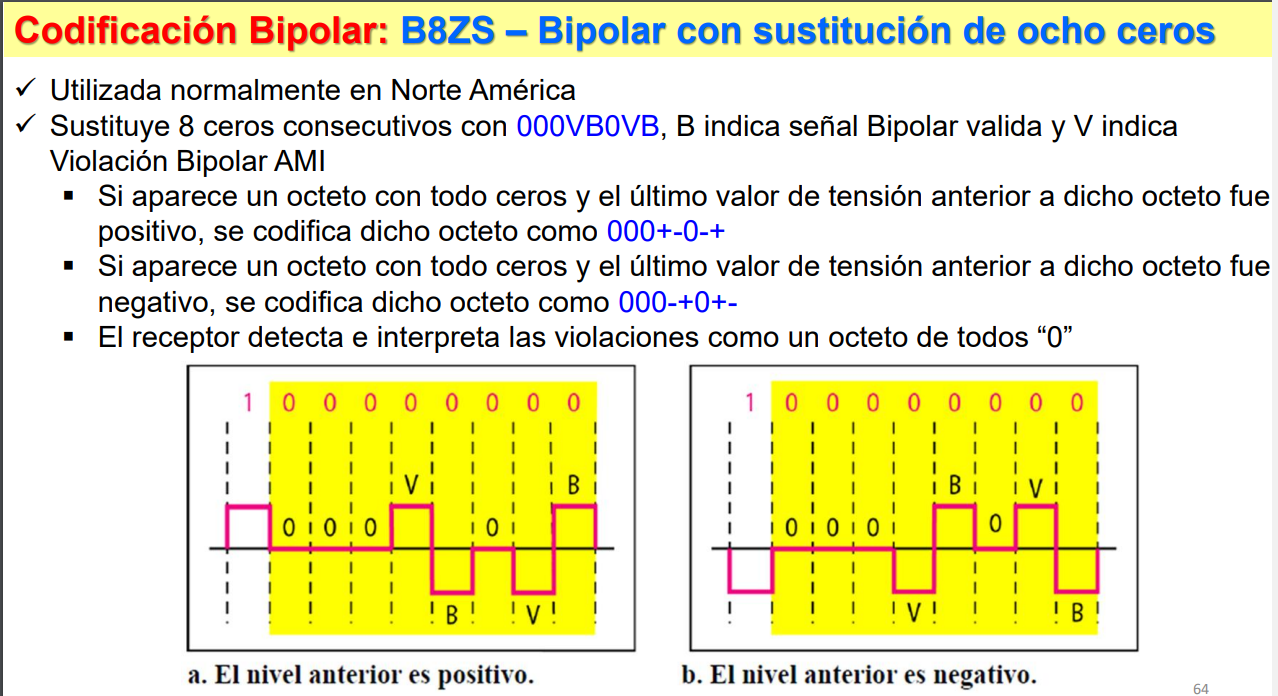 Codificación Bipolar: B8ZS – Bipolar con sustitución de ocho ceros
✓ Utilizada normalmente en Norte América
✓ Sustituye 8 ceros consecutivos con 000VB0VB, B indica señal Bipolar valida y V indica
Violación Bipolar AMI
▪ Si aparece un octeto con todo ceros y el último valor de tensión anterior a dicho octeto fue
positivo, se codifica dicho octeto como 000+-0-+
▪ Si aparece un octeto con todo ceros y el último valor de tensión anterior a dicho octeto fue
negativo, se codifica dicho octeto como 000-+0+-
▪ El receptor detecta e interpreta las violaciones como un octeto de todos “0”
1 0 0 0 0 0 0 0 0
V B
0 0 0 0
B V
a. El nivel anterior es positivo.
1 0 0 0 0 0 0 0 0
B V
0 0 0 0
V B
b. El nivel anterior es negativo.
64